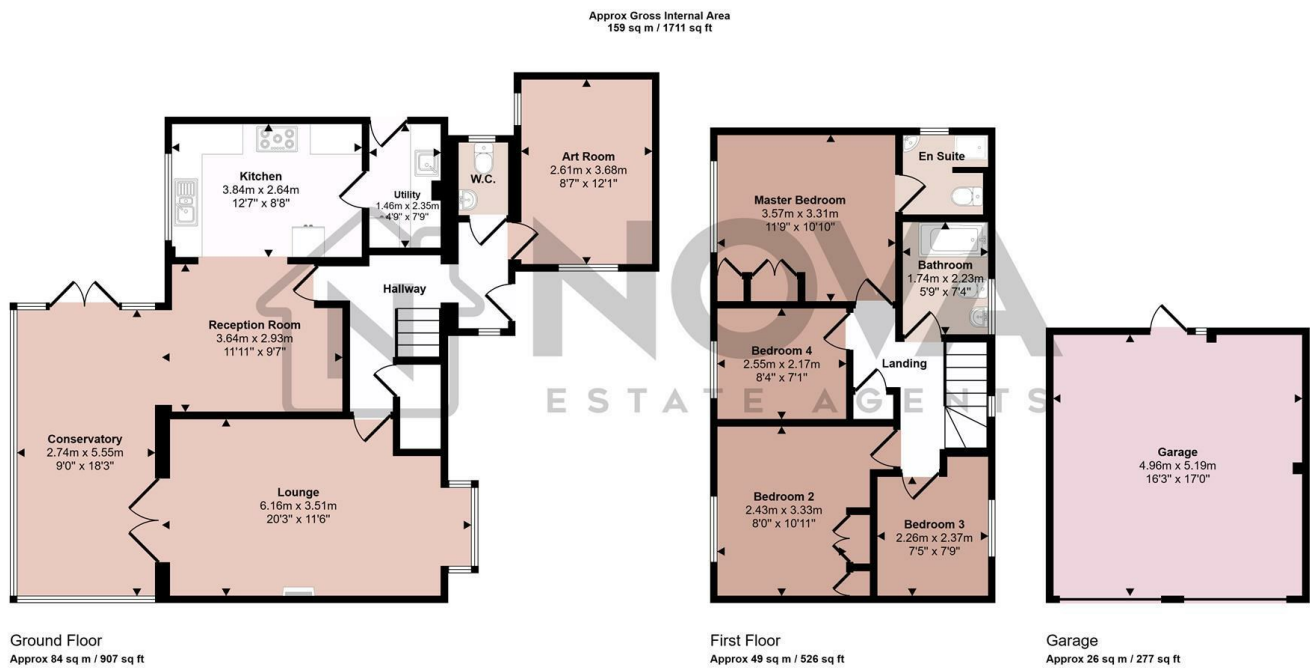 Approx Gross Internal Area
159 sq m / 1711 sq ft
Kitchen
3.84m x 2.64m
12'7" x 8'8"
Utility
1.46m x 2.35m
4'9" x 7'9"
W.C.
Art Room
2.61m x 3.68m
8'7" x 12'1"
Hallway
Reception Room
3.64m x 2.93m
11'11" x 9'7"
Conservatory
2.74m x 5.55m
9'0" x 18'3"
Lounge
6.16m x 3.51m
20'3" x 11'6"
Master Bedroom
3.57m x 3.31m
11'9" x 10'10"
En Suite
Bathroom
1.74m x 2.23m
5'9" x 7'4"
Bedroom 4
2.55m x 2.17m
8'4" x 7'1"
Landing
Bedroom 2
2.43m x 3.33m
8'0" x 10'11"
Bedroom 3
2.26m x 2.37m
7'5" x 7'9"
Garage
4.96m x 5.19m
16'3" x 17'0"
NOVA
ESTATE AGENTS
Ground Floor
Approx 84 sq m / 907 sq ft
First Floor
Approx 49 sq m / 526 sq ft
Garage
Approx 26 sq m / 277 sq ft